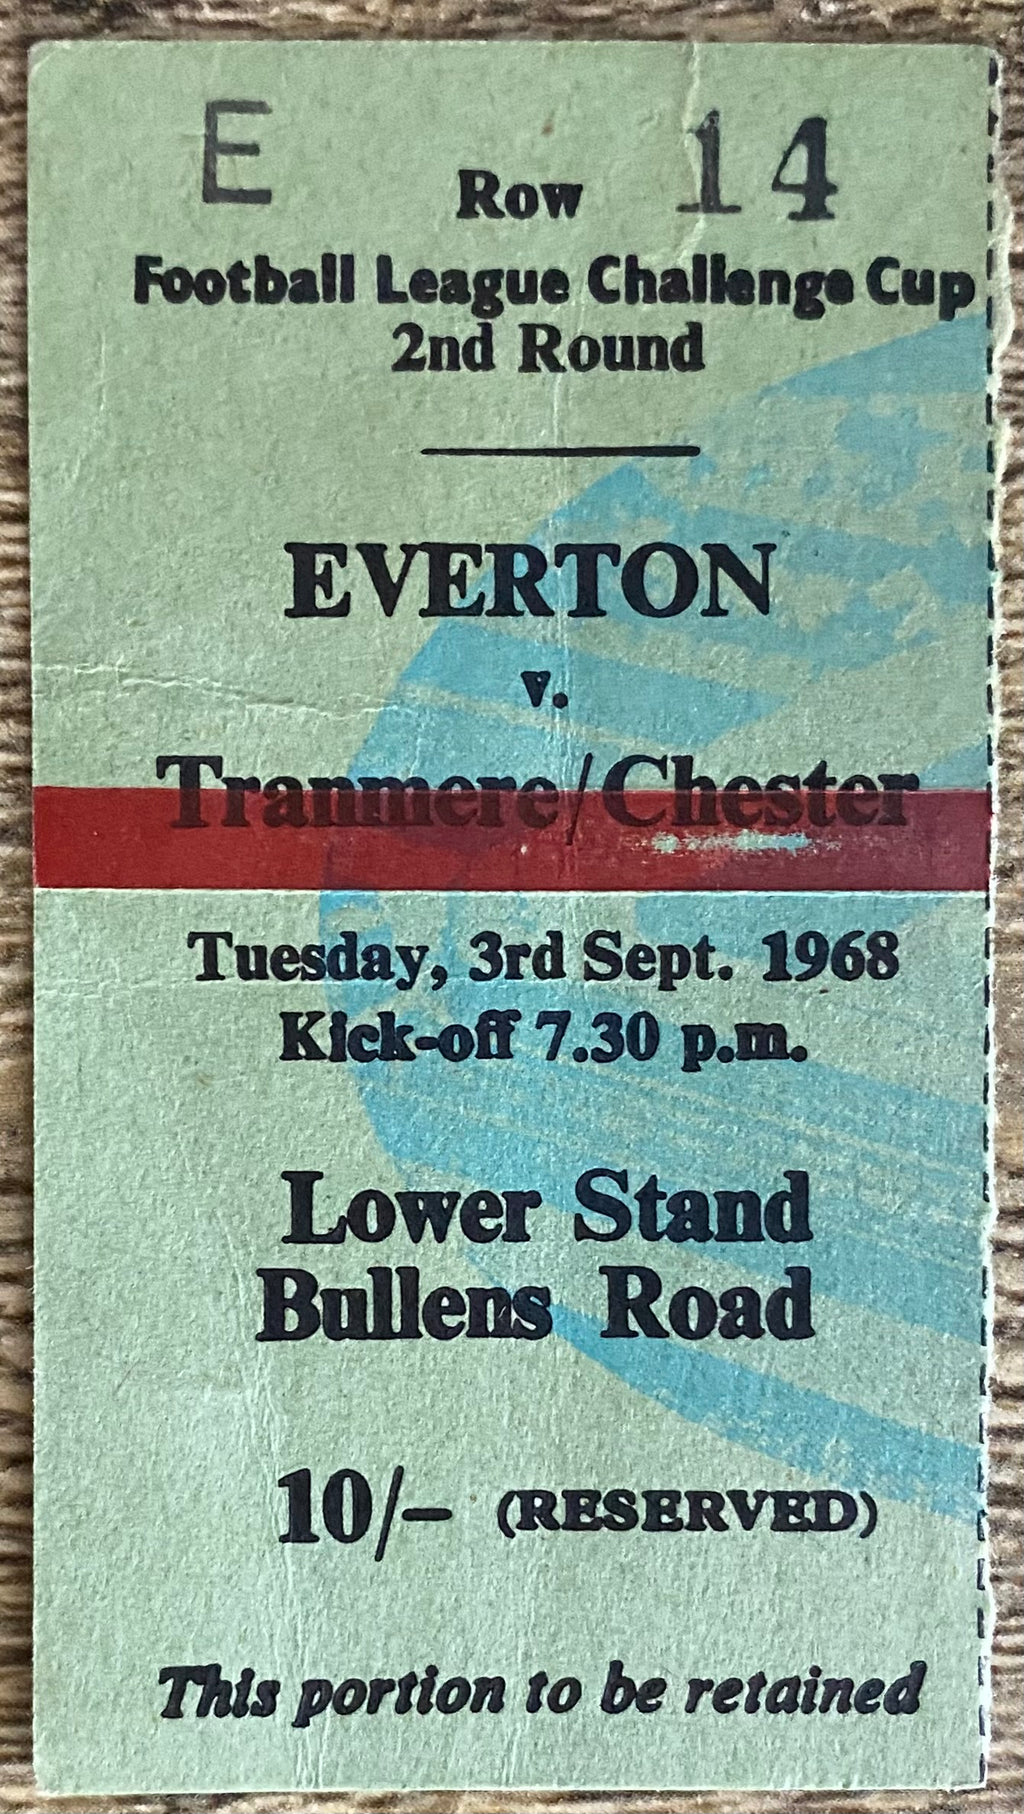 E Row 14
Football League Challenge Cup
2nd Round
EVERTON
v.
Tranmere/Chester
Tuesday, 3rd Sept. 1968
Kick-off 7.30 p.m.
Lower Stand
Bullens Road
10/- (RESERVED)
This portion to be retained